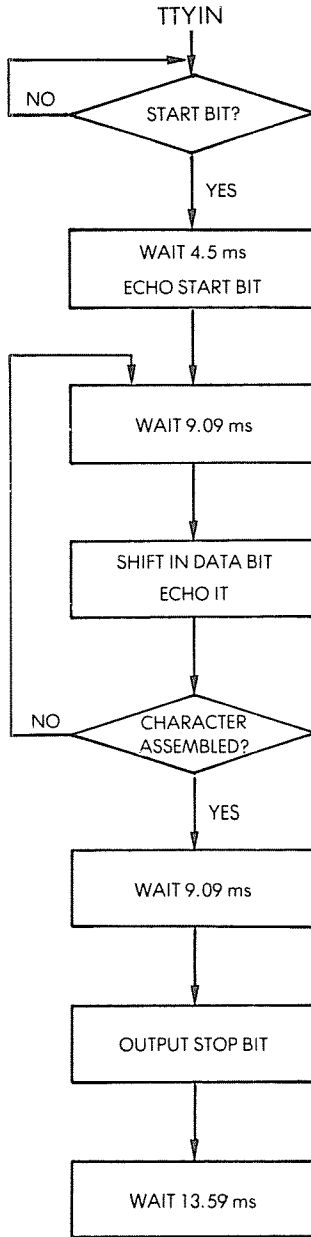 TTYIN
START BIT?
NO
YES
WAIT 4.5 ms
ECHO START BIT
WAIT 9.09 ms
SHIFT IN DATA BIT
ECHO IT
NO
CHARACTER
ASSEMBLED?
YES
WAIT 9.09 ms
OUTPUT STOP BIT
WAIT 13.59 ms